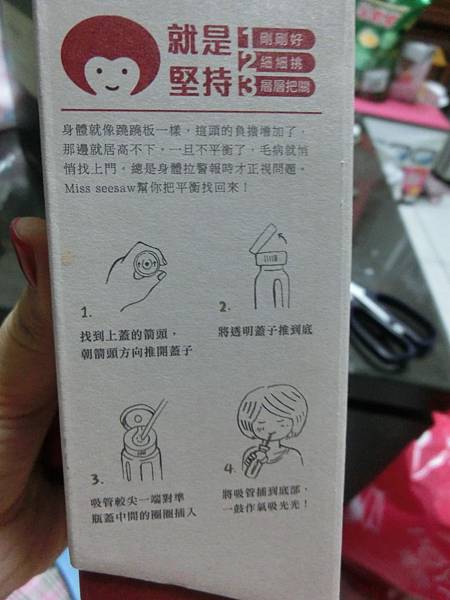 就是 1 剛剛好
堅持 2 細細挑
3 層層把關
身體就像蹺蹺板一樣，這頭的負擔增加了，
那邊就居高不下。一旦不平衡了，毛病就悄
悄找上門。總是身體拉警報時才正視問題。
Miss seesaw幫你把平衡找回來！
1.
找到上蓋的箭頭，
朝箭頭方向推開蓋子
2.
將透明蓋子推到底
3.
吸管較尖一端對準
瓶蓋中間的圈圈插入
4.
將吸管插到底部，
一鼓作氣吸光光！